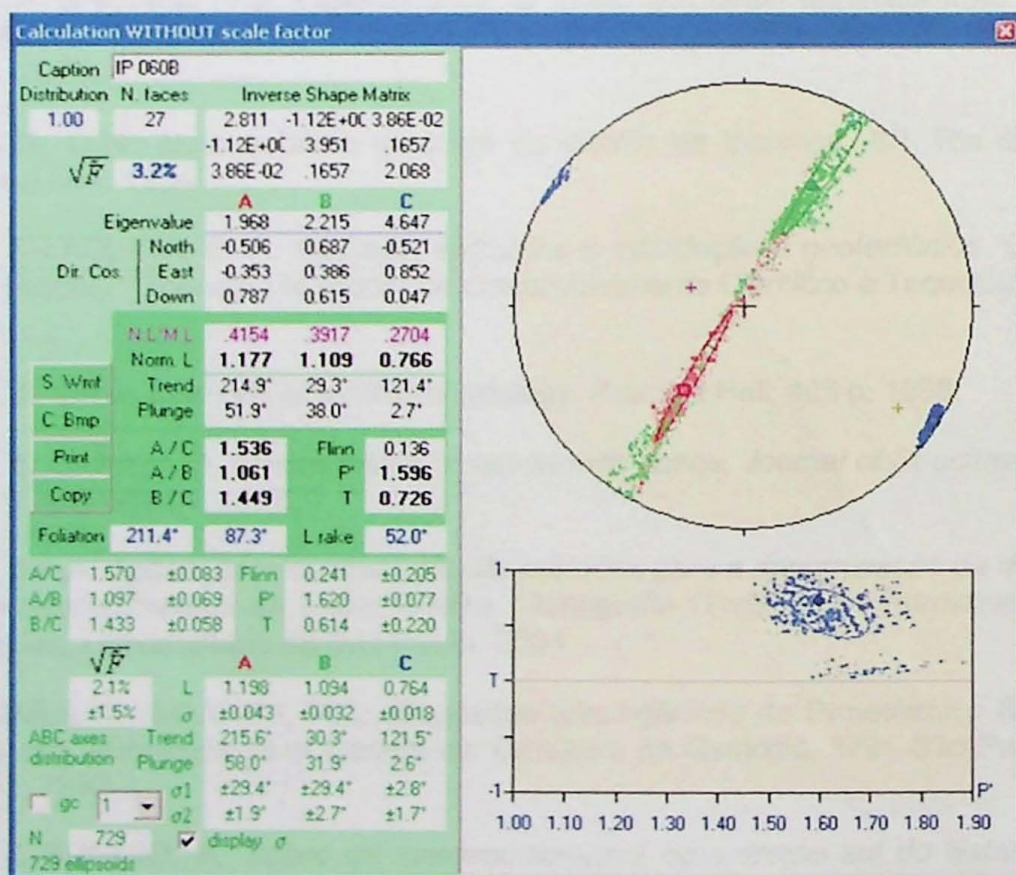 Calculation WITHOUT scale factor
Caption IP 060B
Distribution N. faces Inverse Shape Matrix
1.00 27 2.811 -1.12E+0C 3.86E-02
-1.12E+0C 3.951 .1657
√F 3.2% 3.86E-02 .1657 2.068
A B C
Eigenvalue 1.968 2.215 4.647
North -0.506 0.687 -0.521
Dir. Cos. East -0.353 0.386 0.852
Down 0.787 0.615 0.047
N L*M L .4154 .3917 .2704
Norm. L 1.177 1.109 0.766
S. Wmf Trend 214.9° 29.3° 121.4°
C. Bmp Plunge 51.9° 38.0° 2.7°
Print A / C 1.536 Flinn 0.136
A / B 1.061 P' 1.596
Copy B / C 1.449 T 0.726
Foliation 211.4° 87.3° L rake 52.0°
A/C 1.570 ±0.083 Flinn 0.241 ±0.205
A/B 1.097 ±0.069 P' 1.620 ±0.077
B/C 1.433 ±0.058 T 0.614 ±0.220
√F A B C
2.1% L 1.198 1.094 0.764
±1.5% σ ±0.043 ±0.032 ±0.018
ABC axes Trend 215.6° 30.3° 121.5°
distribution Plunge 58.0° 31.9° 2.6°
σ1 ±29.4° ±29.4° ±2.8°
gc 1 σ2 ±1.9° ±2.7° ±1.7°
N 729 display σ
729 ellipsoids
1
T
-1
P'
1.00 1.10 1.20 1.30 1.40 1.50 1.60 1.70 1.80 1.90